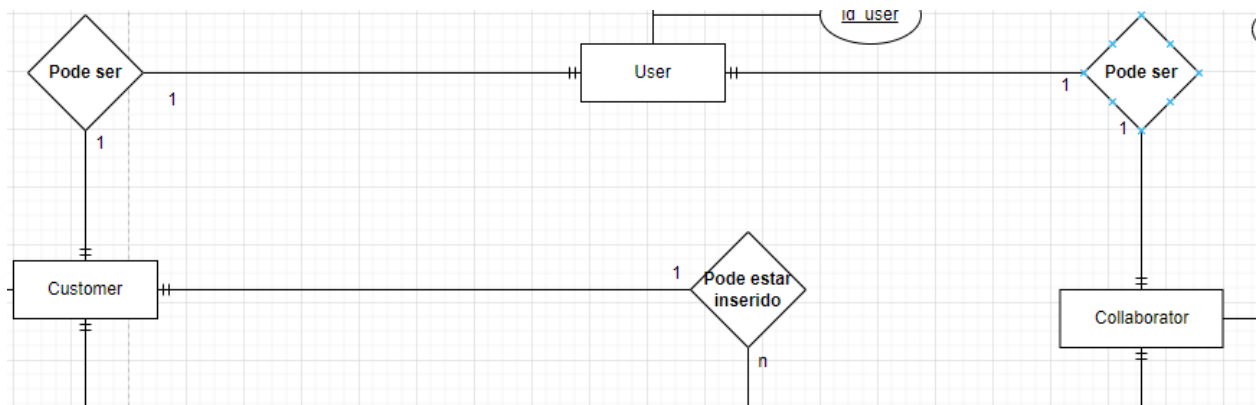 id_user
Pode ser
User
Pode ser
1
1
1
1
Customer
1
Pode estar
inserido
Collaborator
n